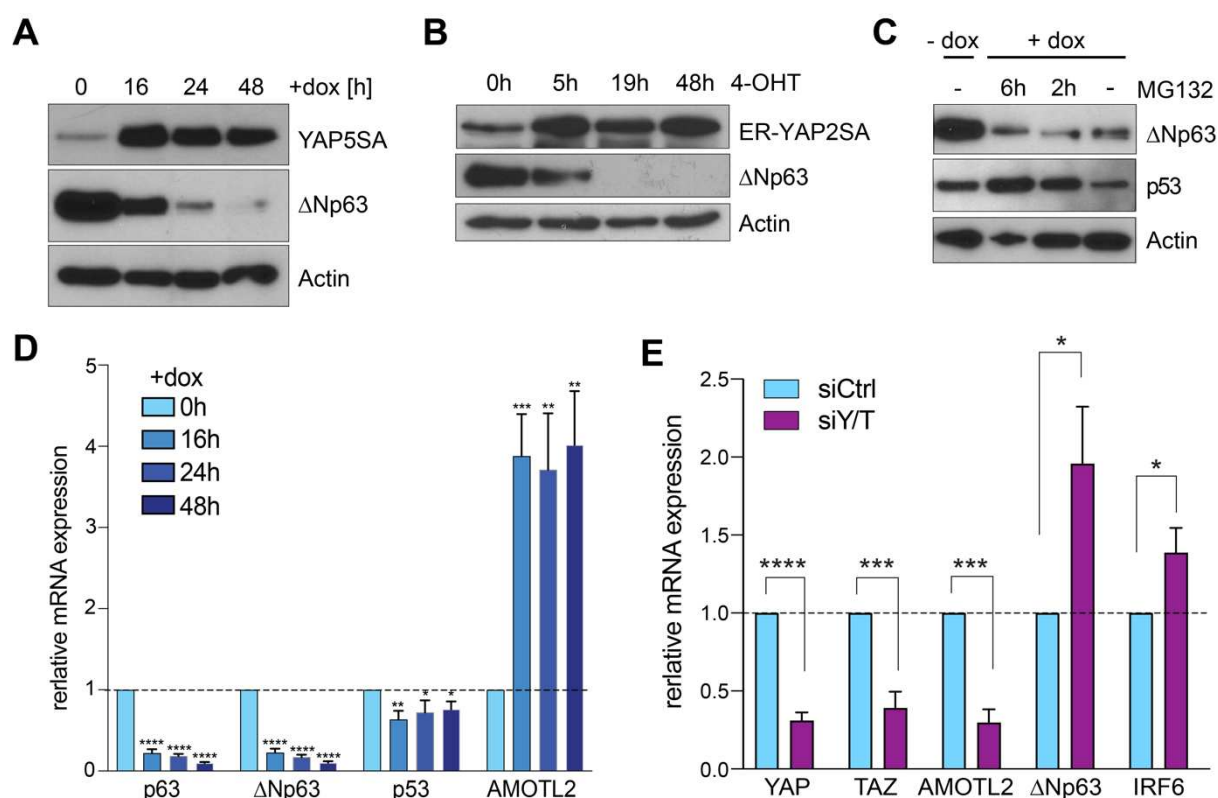 A
0 16 24 48 +dox [h]
YAP5SA
ΔNp63
Actin
B
0h 5h 19h 48h 4-OHT
ER-YAP2SA
ΔNp63
Actin
C
- dox + dox
- 6h 2h - MG132
ΔNp63
p53
Actin
D
rerlative mRNA expression
5
4
3
2
1
0
+dox
0h
16h
24h
48h
**** **** ****
**** **** ****
** * *
*** ** **
p63 ΔNp63 p53 AMOTL2
E
rerlative mRNA expression
2.5
2.0
1.5
1.0
0.5
0.0
siCtrl
siY/T
**** *** *** * *
YAP TAZ AMOTL2 ΔNp63 IRF6